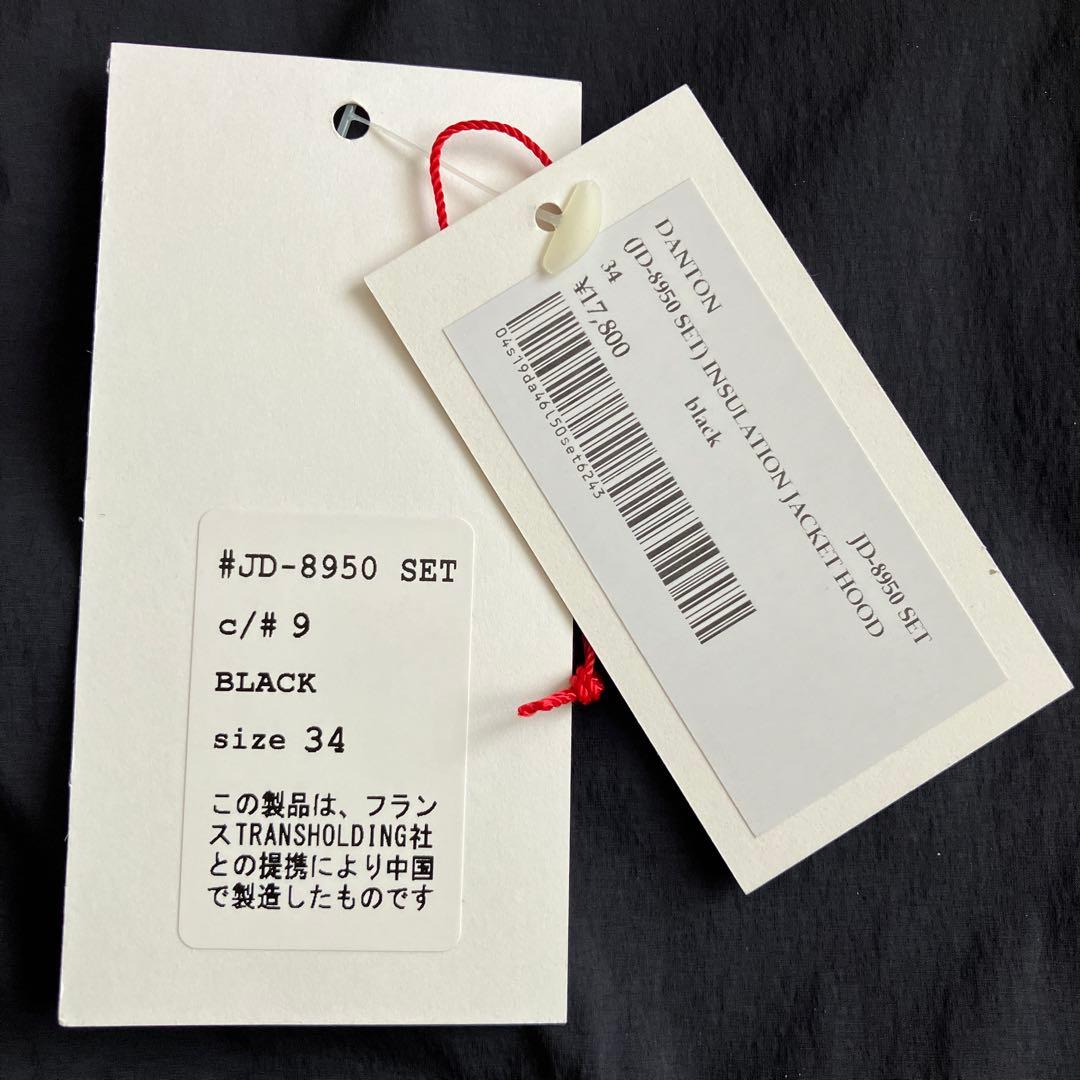 #JD-8950 SET
c/# 9
BLACK
size 34
この製品は、フラン
スTRANSHOLDING社
との提携により中国
で製造したものです
DANTON
JD-8950 SET
(JD-8950 SET) INSULATION JACKET HOOD
34
black
¥17,800
04s19da46l50set6243